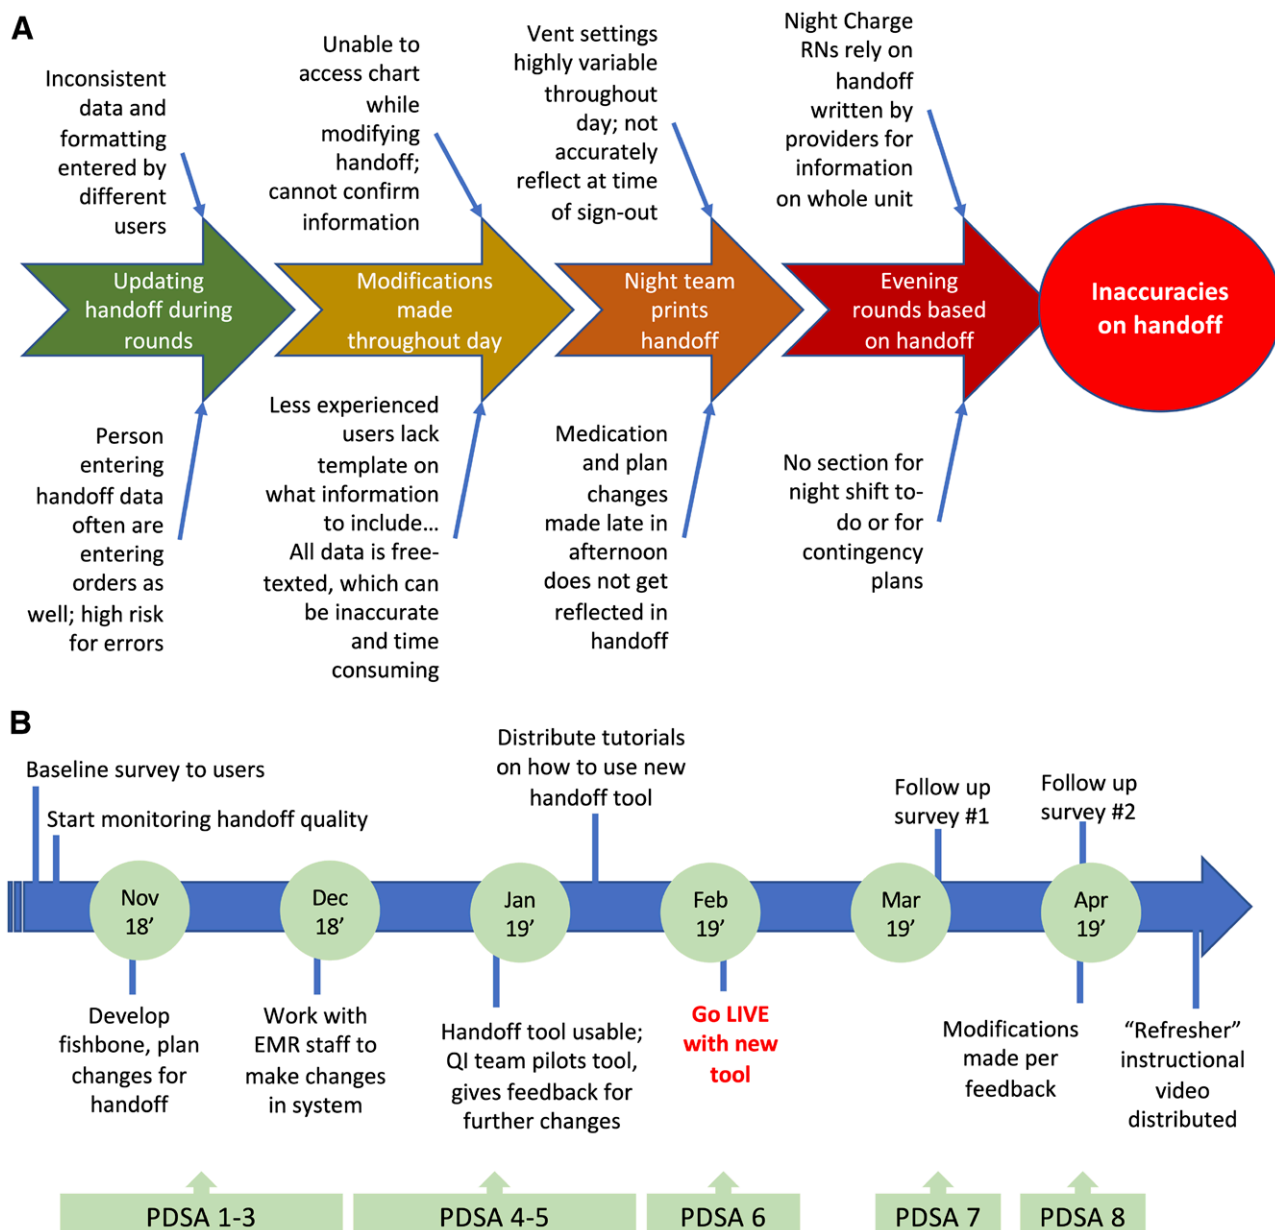 A
Inconsistent
data and
formatting
entered by
different
users
Unable to
access chart
while
modifying
handoff;
cannot confirm
information
Vent settings
highly variable
throughout
day; not
accurately
reflect at time
of sign-out
Night Charge
RNs rely on
handoff
written by
providers for
information
on whole unit
Updating
handoff during
rounds
Modifications
made
throughout day
Night team
prints
handoff
Evening
rounds based
on handoff
Inaccuracies
on handoff
Person
entering
handoff data
often are
entering
orders as
well; high risk
for errors
Less experienced
users lack
template on
what information
to include...
All data is free-
texted, which can
be inaccurate
and time
consuming
Medication
and plan
changes
made late in
afternoon
does not get
reflected in
handoff
No section for
night shift to-
do or for
contingency
plans
B
Baseline survey to users
Start monitoring handoff quality
Distribute tutorials
on how to use new
handoff tool
Follow up
survey #1
Follow up
survey #2
Nov
18’
Dec
18’
Jan
19’
Feb
19’
Mar
19’
Apr
19’
Develop
fishbone, plan
changes for
handoff
Work with
EMR staff to
make changes
in system
Handoff tool usable;
QI team pilots tool,
gives feedback for
further changes
Go LIVE
with new
tool
Modifications
made per
feedback
“Refresher”
instructional
video
distributed
PDSA 1-3
PDSA 4-5
PDSA 6
PDSA 7
PDSA 8